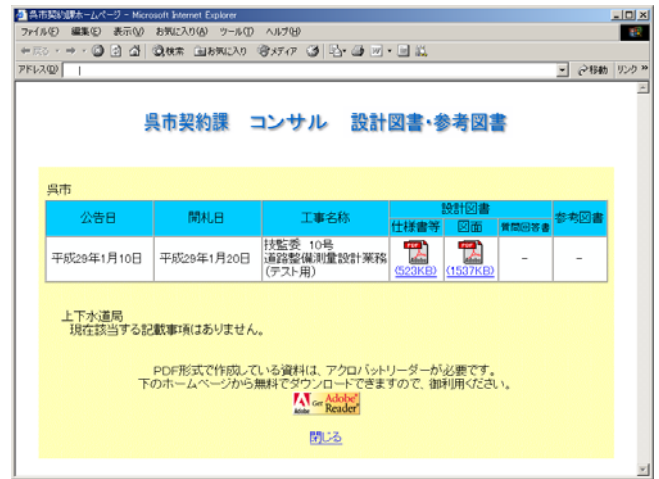 呉市契約課ホームページ - Microsoft Internet Explorer
ファイル(F) 編集(E) 表示(V) お気に入り(A) ツール(T) ヘルプ(H)
戻る 検索 お気に入り メディア
アドレス(D) 移動 リンク »
呉市契約課 コンサル 設計図書・参考図書
呉市
公告日 開札日 工事名称 設計図書 参考図書
仕様書等 図面 質問回答書
平成29年1月10日 平成29年1月20日 技監委 10号
道路整備測量設計業務
(テスト用)
(523KB) (1537KB) - -
上下水道局
現在該当する記載事項はありません。
PDF形式で作成している資料は、アクロバットリーダーが必要です。
下のホームページから無料でダウンロードできますので、御利用ください。
Adobe Get Adobe Reader
閉じる